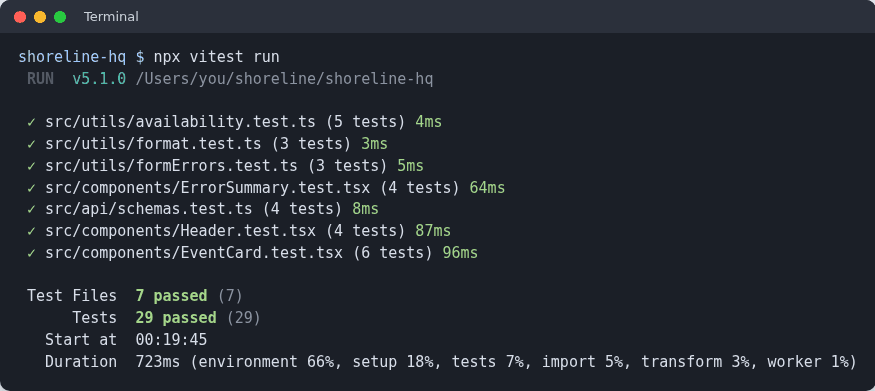 Terminal
shoreline-hq $ npx vitest run
RUN v5.1.0 /Users/you/shoreline/shoreline-hq
✓ src/utils/availability.test.ts (5 tests) 4ms
✓ src/utils/format.test.ts (3 tests) 3ms
✓ src/utils/formErrors.test.ts (3 tests) 5ms
✓ src/components/ErrorSummary.test.tsx (4 tests) 64ms
✓ src/api/schemas.test.ts (4 tests) 8ms
✓ src/components/Header.test.tsx (4 tests) 87ms
✓ src/components/EventCard.test.tsx (6 tests) 96ms
Test Files 7 passed (7)
Tests 29 passed (29)
Start at 00:19:45
Duration 723ms (environment 66%, setup 18%, tests 7%, import 5%, transform 3%, worker 1%)